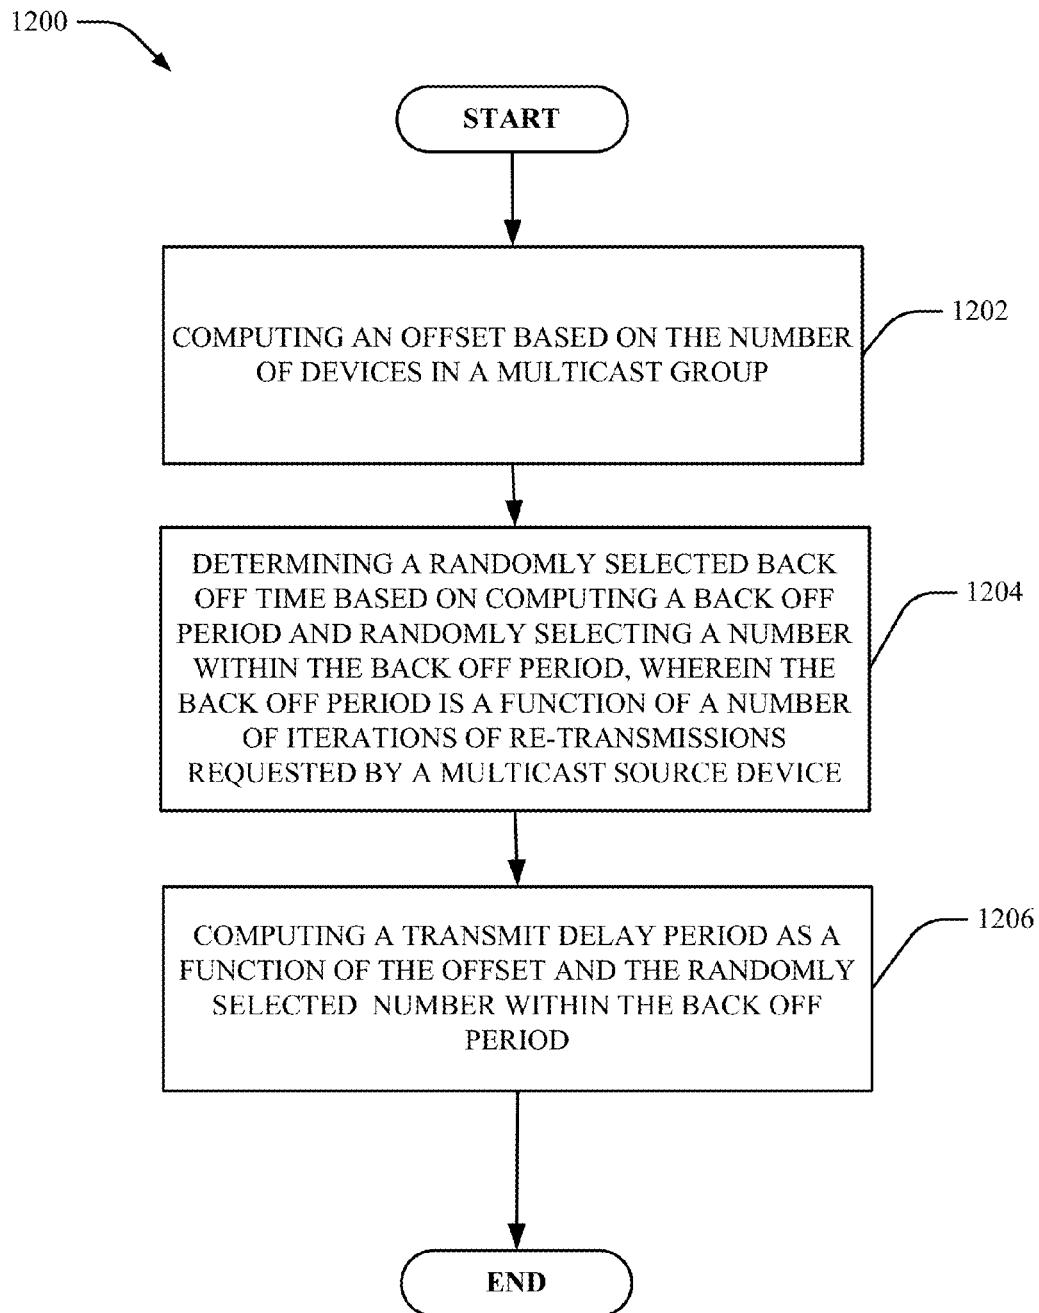 1200
START
COMPUTING AN OFFSET BASED ON THE NUMBER
OF DEVICES IN A MULTICAST GROUP
1202
DETERMINING A RANDOMLY SELECTED BACK
OFF TIME BASED ON COMPUTING A BACK OFF
PERIOD AND RANDOMLY SELECTING A NUMBER
WITHIN THE BACK OFF PERIOD, WHEREIN THE
BACK OFF PERIOD IS A FUNCTION OF A NUMBER
OF ITERATIONS OF RE-TRANSMISSIONS
REQUESTED BY A MULTICAST SOURCE DEVICE
1204
COMPUTING A TRANSMIT DELAY PERIOD AS A
FUNCTION OF THE OFFSET AND THE RANDOMLY
SELECTED NUMBER WITHIN THE BACK OFF
PERIOD
1206
END